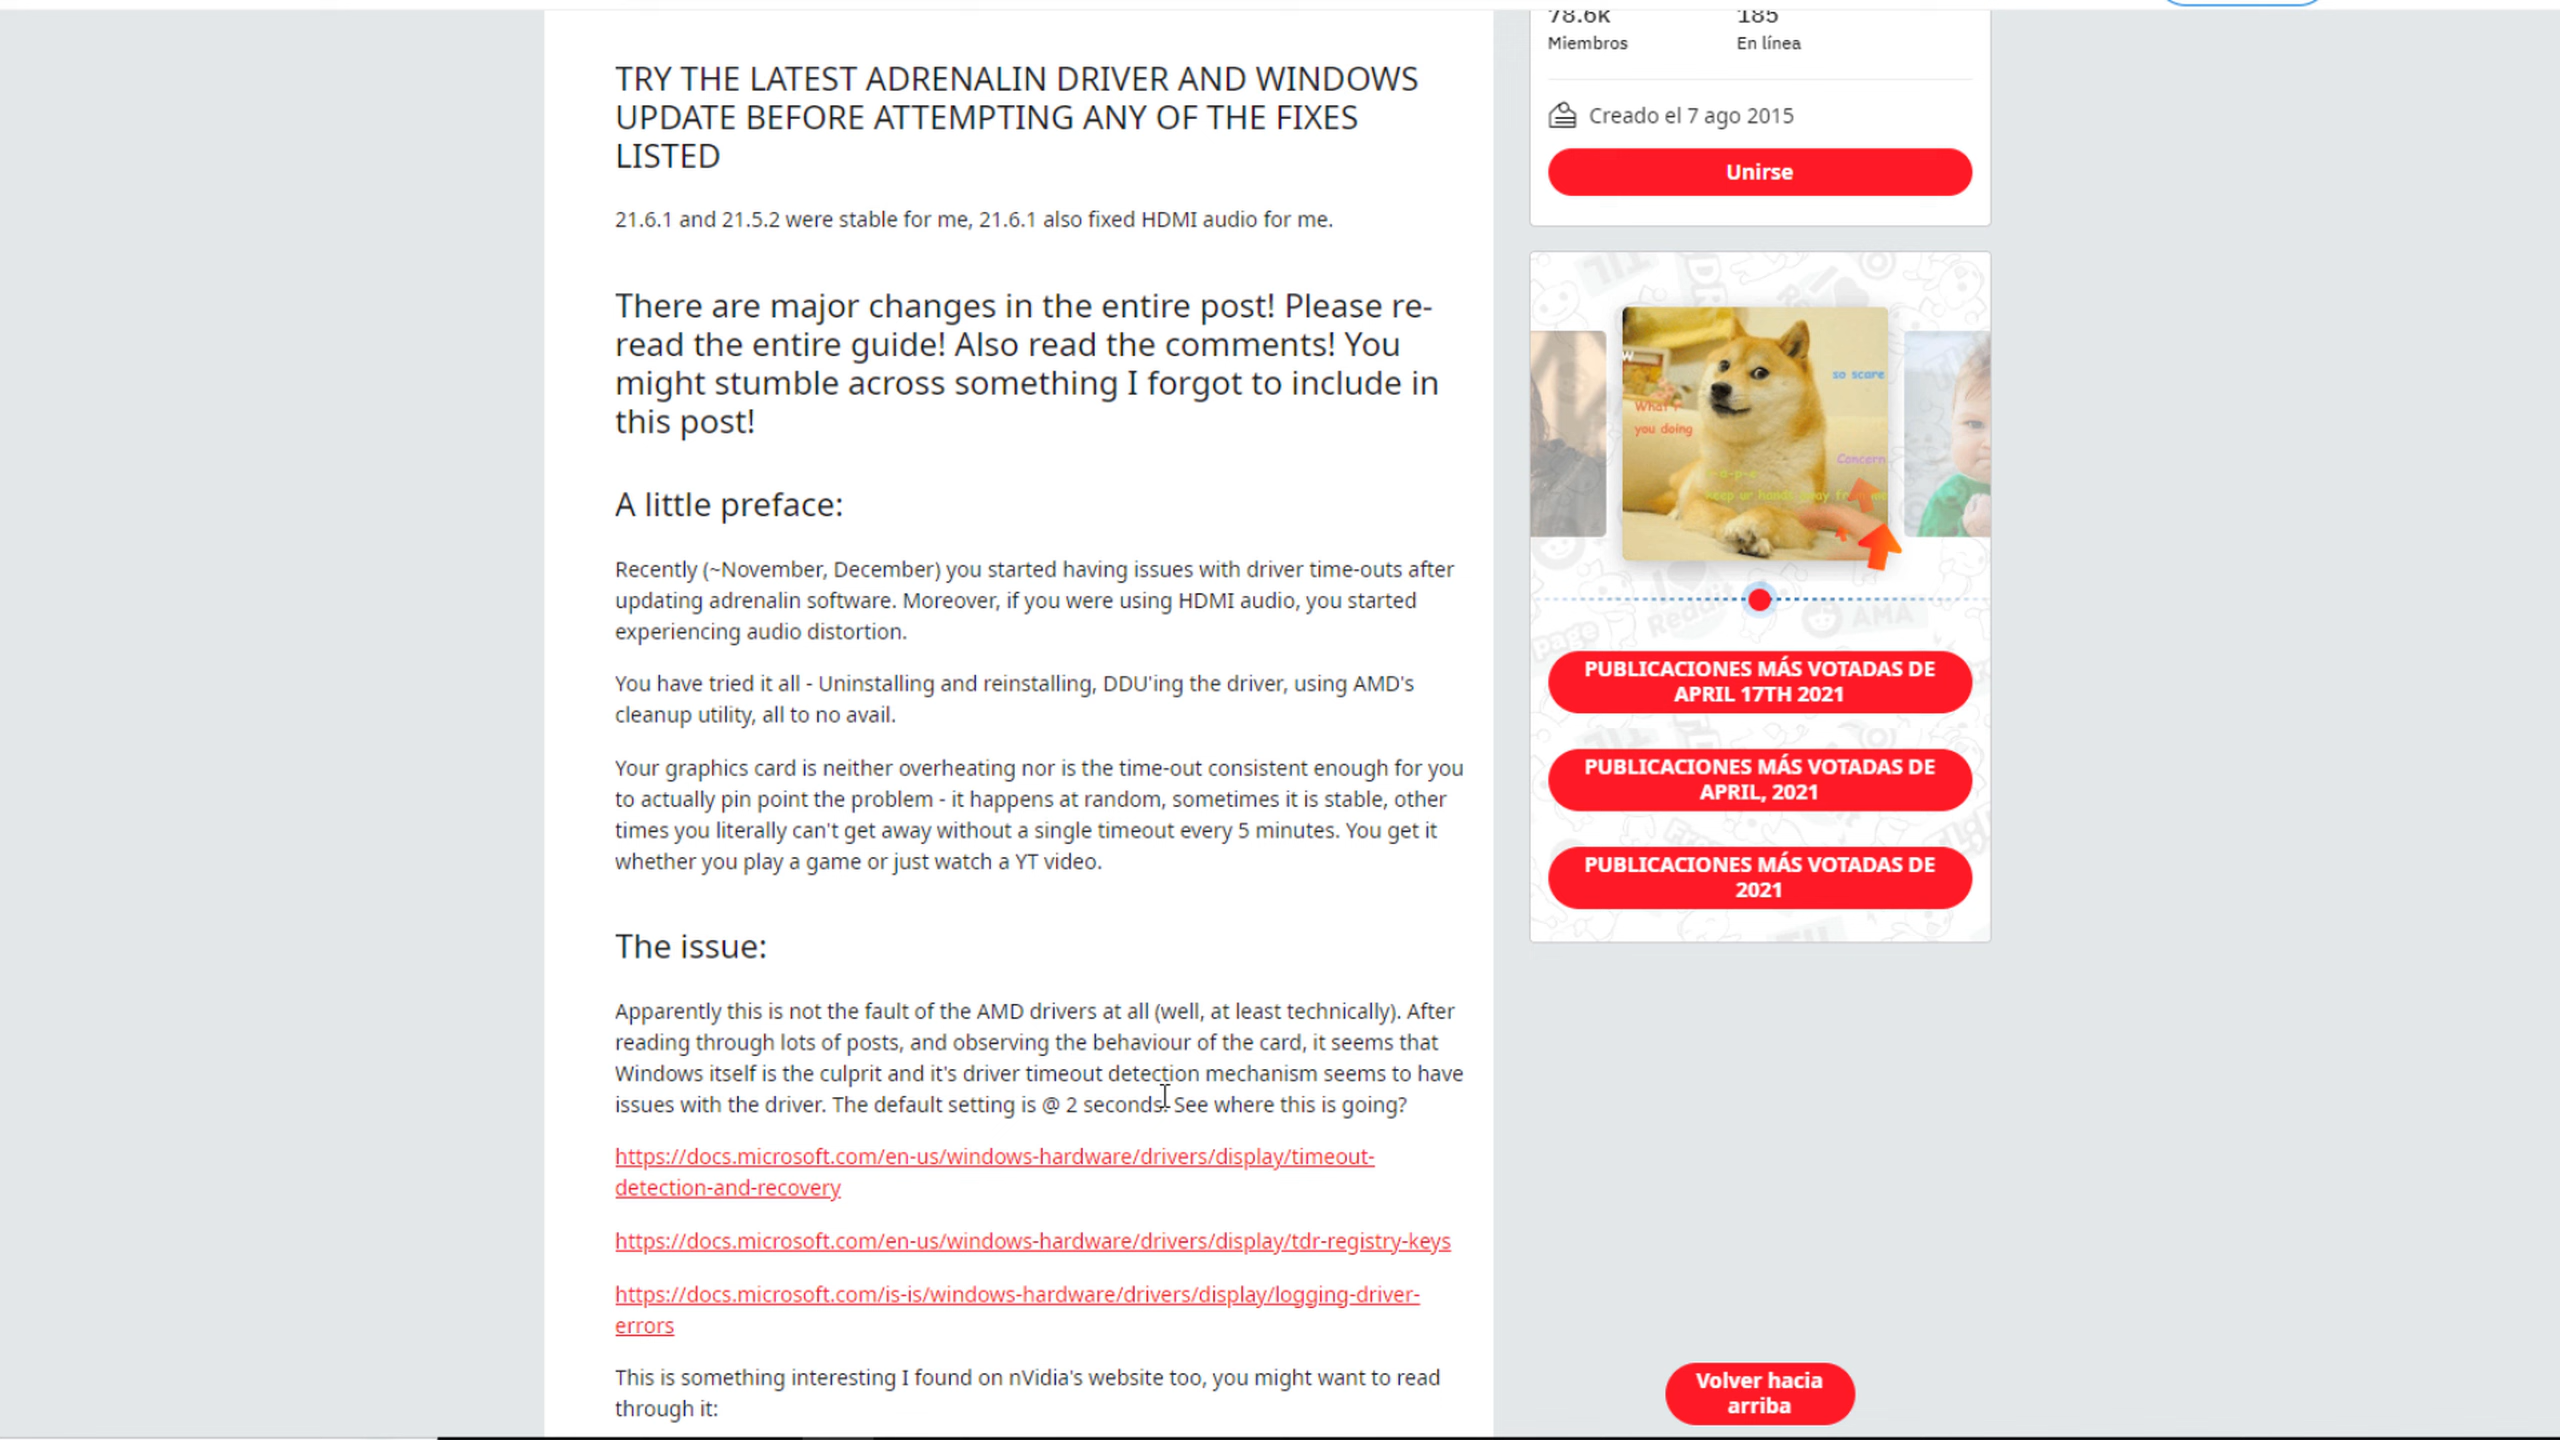 TRY THE LATEST ADRENALIN DRIVER AND WINDOWS
UPDATE BEFORE ATTEMPTING ANY OF THE FIXES
LISTED
21.6.1 and 21.5.2 were stable for me, 21.6.1 also fixed HDMI audio for me.
There are major changes in the entire post! Please re-
read the entire guide! Also read the comments! You
might stumble across something I forgot to include in
this post!
A little preface:
Recently (~November, December) you started having issues with driver time-outs after
updating adrenalin software. Moreover, if you were using HDMI audio, you started
experiencing audio distortion.
You have tried it all - Uninstalling and reinstalling, DDU'ing the driver, using AMD's
cleanup utility, all to no avail.
Your graphics card is neither overheating nor is the time-out consistent enough for you
to actually pin point the problem - it happens at random, sometimes it is stable, other
times you literally can't get away without a single timeout every 5 minutes. You get it
whether you play a game or just watch a YT video.
The issue:
Apparently this is not the fault of the AMD drivers at all (well, at least technically). After
reading through lots of posts, and observing the behaviour of the card, it seems that
Windows itself is the culprit and it's driver timeout detection mechanism seems to have
issues with the driver. The default setting is @ 2 seconds. See where this is going?
https://docs.microsoft.com/en-us/windows-hardware/drivers/display/timeout-
detection-and-recovery
https://docs.microsoft.com/en-us/windows-hardware/drivers/display/tdr-registry-keys
https://docs.microsoft.com/is-is/windows-hardware/drivers/display/logging-driver-
errors
This is something interesting I found on nVidia's website too, you might want to read
through it:
78.6k 185
Miembros En línea
Creado el 7 ago 2015
Unirse
W
so scare
What r
you doing
Concern
keep ur hands away from me
Reddit
AMA
Page
PUBLICACIONES MÁS VOTADAS DE
APRIL 17TH 2021
PUBLICACIONES MÁS VOTADAS DE
APRIL, 2021
PUBLICACIONES MÁS VOTADAS DE
2021
Volver hacia
arriba